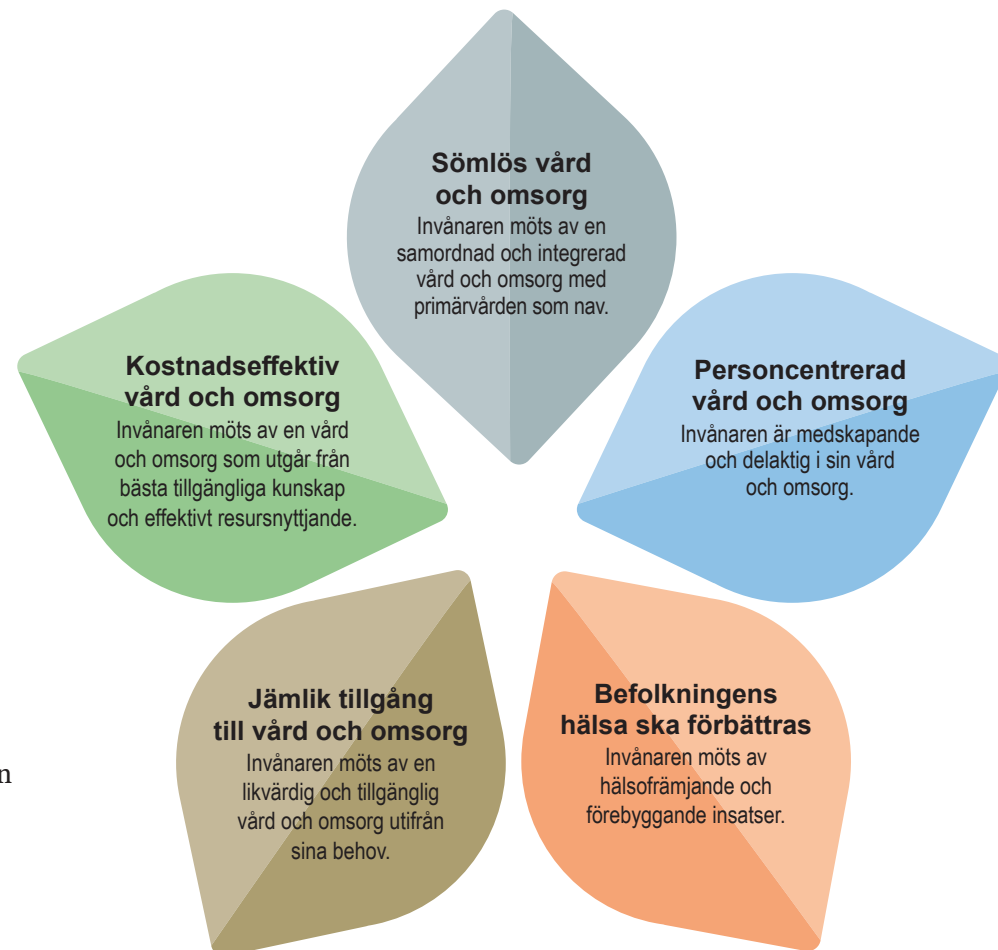 Sömlös vård
och omsorg
Invånaren möts av en
samordnad och integrerad
vård och omsorg med
primärvården som nav.
Kostnadseffektiv
vård och omsorg
Invånaren möts av en vård
och omsorg som utgår från
bästa tillgängliga kunskap
och effektivt resursnyttjande.
Personcentrerad
vård och omsorg
Invånaren är medskapande
och delaktig i sin vård
och omsorg.
Jämlik tillgång
till vård och omsorg
Invånaren möts av en
likvärdig och tillgänglig
vård och omsorg utifrån
sina behov.
Befolkningens
hälsa ska förbättras
Invånaren möts av
hälsofrämjande och
förebyggande insatser.
n